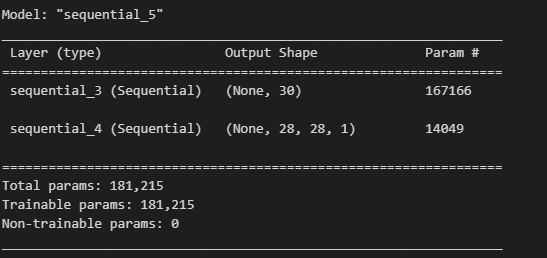 Model: "sequential_5"
_________________________________________________________________
Layer (type) Output Shape Param #
=================================================================
sequential_3 (Sequential) (None, 30) 167166
sequential_4 (Sequential) (None, 28, 28, 1) 14049
=================================================================
Total params: 181,215
Trainable params: 181,215
Non-trainable params: 0
_________________________________________________________________